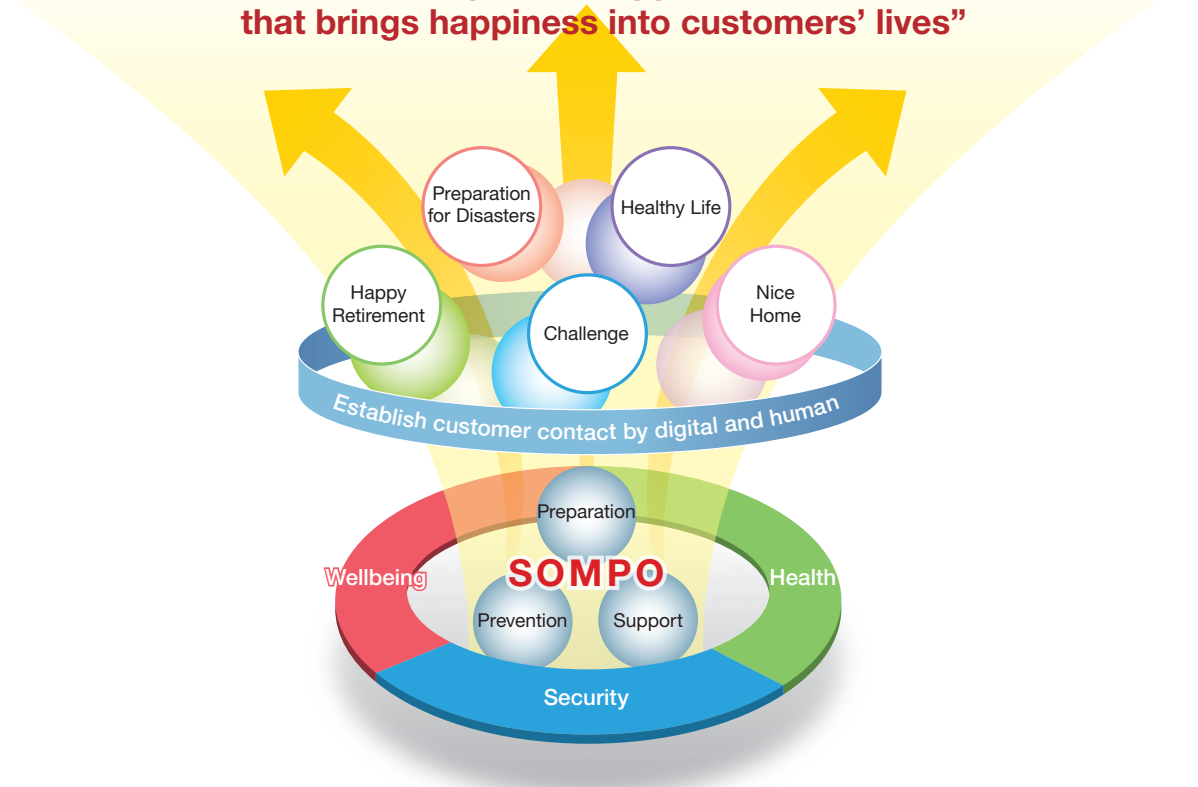 that brings happiness into customers’ lives”
Preparation
for Disasters
Healthy Life
Happy
Retirement
Challenge
Nice
Home
Establish customer contact by digital and human
Preparation
Wellbeing
SOMPO
Health
Prevention
Support
Security